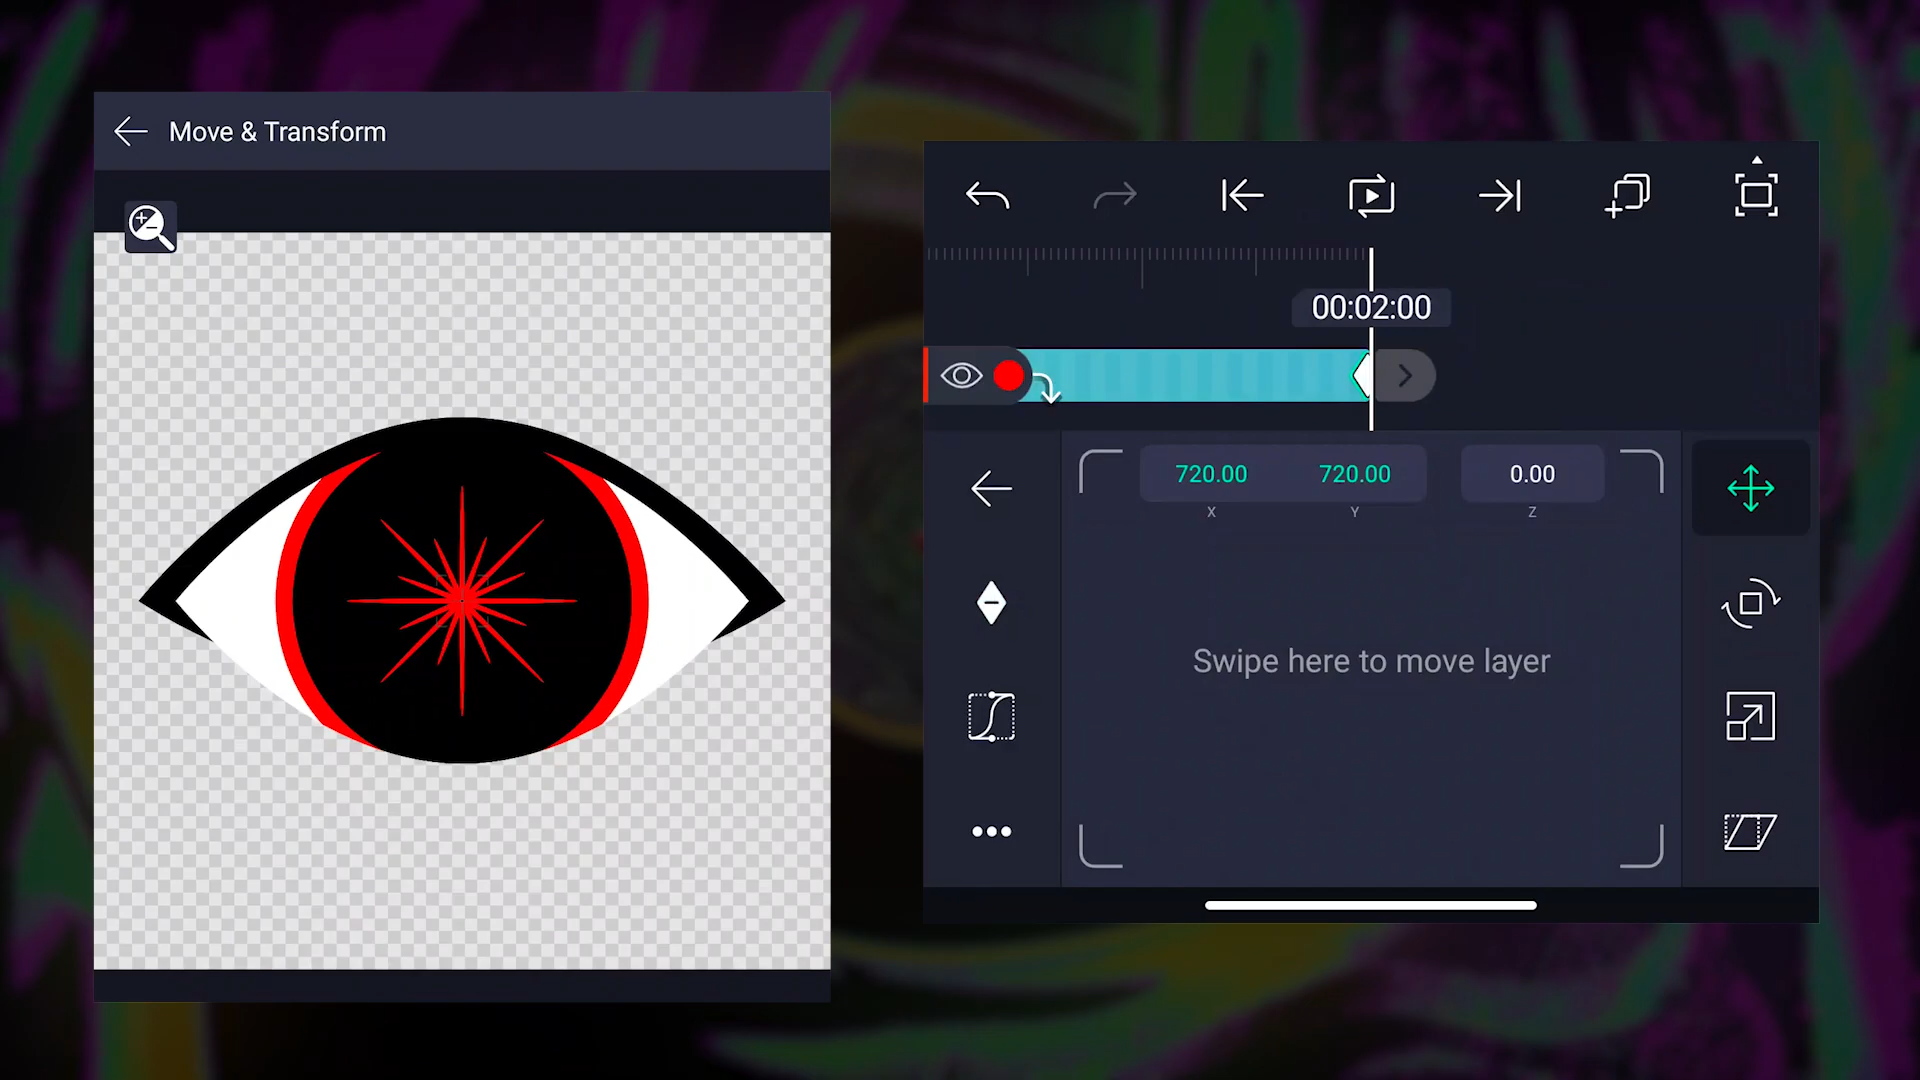 Move & Transform
00:02:00
720.00 720.00 0.00
X Y Z
Swipe here to move layer